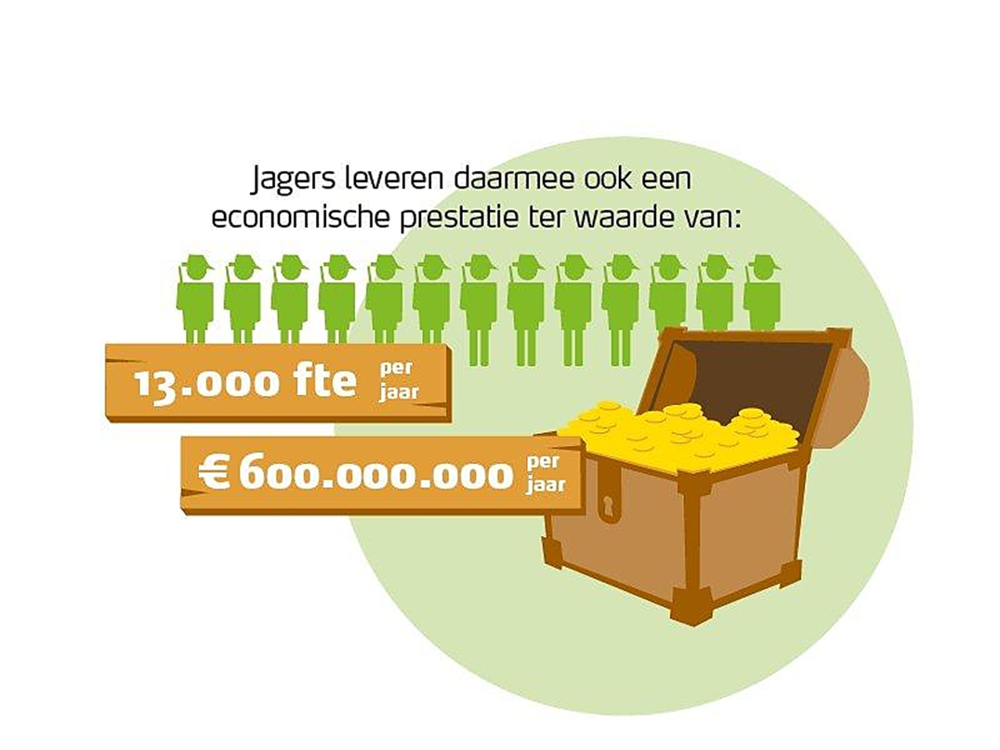 Jagers leveren daarmee ook een
economische prestatie ter waarde van:
13.000 fte per jaar
€ 600.000.000 per jaar